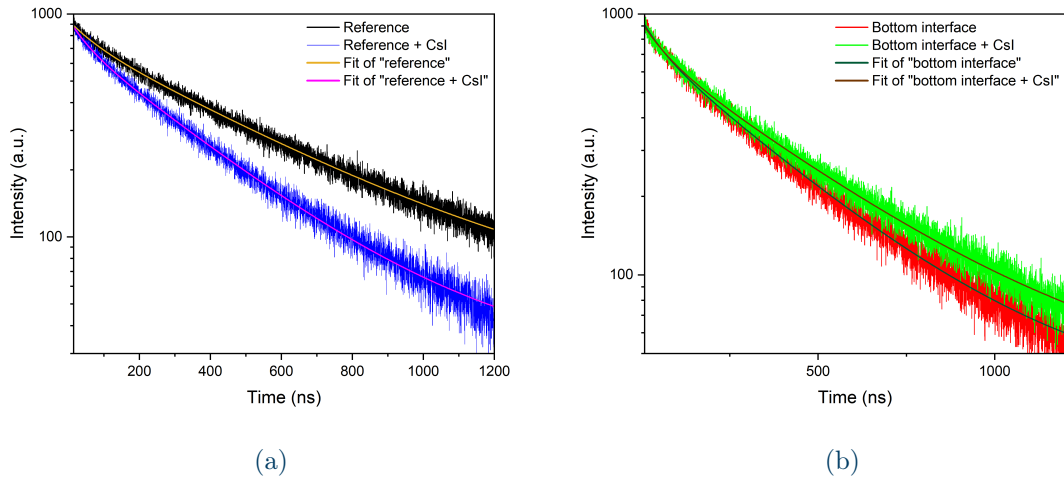 1000
100
Intensity (a.u.)
Reference
Reference + CsI
Fit of "reference"
Fit of "reference + CsI"
200 400 600 800 1000 1200
Time (ns)
(a)
1000
100
Intensity (a.u.)
Bottom interface
Bottom interface + CsI
Fit of "bottom interface"
Fit of "bottom interface + CsI"
500 1000
Time (ns)
(b)